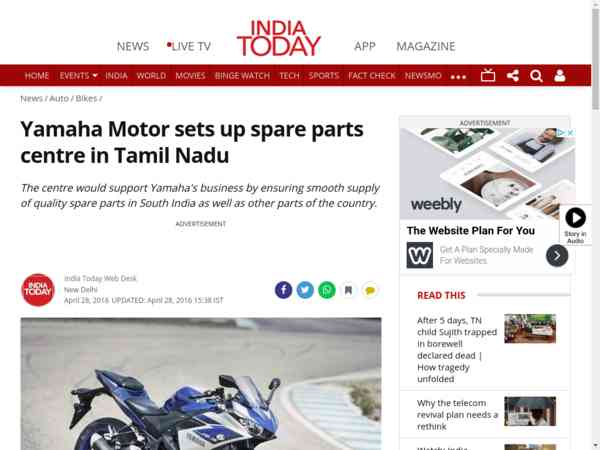 INDIA
TODAY
NEWS
LIVE TV
APP
MAGAZINE
HOME EVENTS INDIA WORLD MOVIES BINGE WATCH TECH SPORTS FACT CHECK NEWSMO
News / Auto / Bikes /
Yamaha Motor sets up spare parts
centre in Tamil Nadu
The centre would support Yamaha's business by ensuring smooth supply
of quality spare parts in South India as well as other parts of the country.
ADVERTISEMENT
INDIA
TODAY
India Today Web Desk
New Delhi
April 28, 2016 UPDATED: April 28, 2016 15:38 IST
YAMAHA
ADVERTISEMENT
weebly
The Website Plan For You
Get A Plan Specially Made
For Websites
Story in
Audio
READ THIS
After 5 days, TN
child Sujith trapped
in borewell
declared dead |
How tragedy
unfolded
Why the telecom
revival plan needs a
rethink